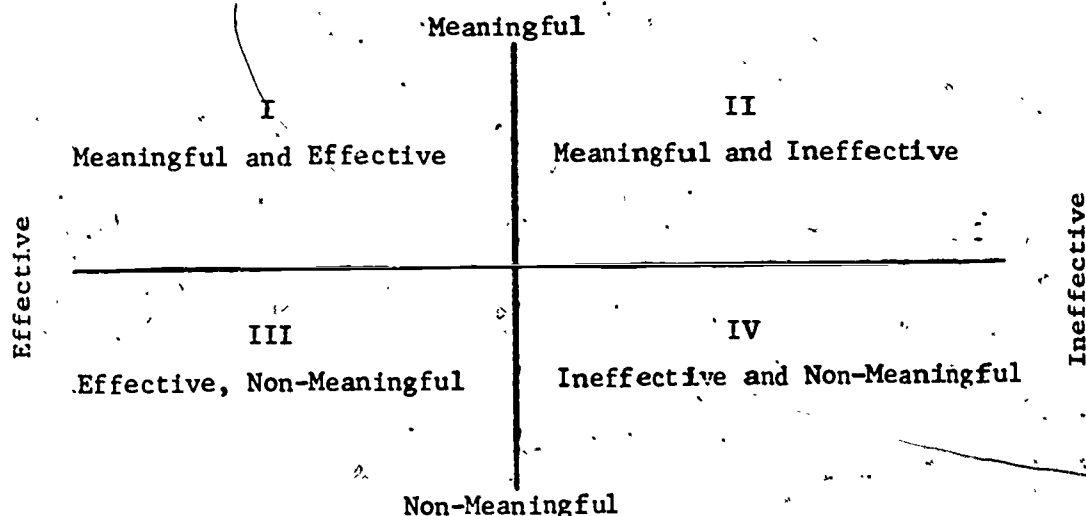 Meaningful
I
II
Meaningful and Effective
Meaningful and Ineffective
Effective
Ineffective
III
IV
Effective, Non-Meaningful
Ineffective and Non-Meaningful
Non-Meaningful